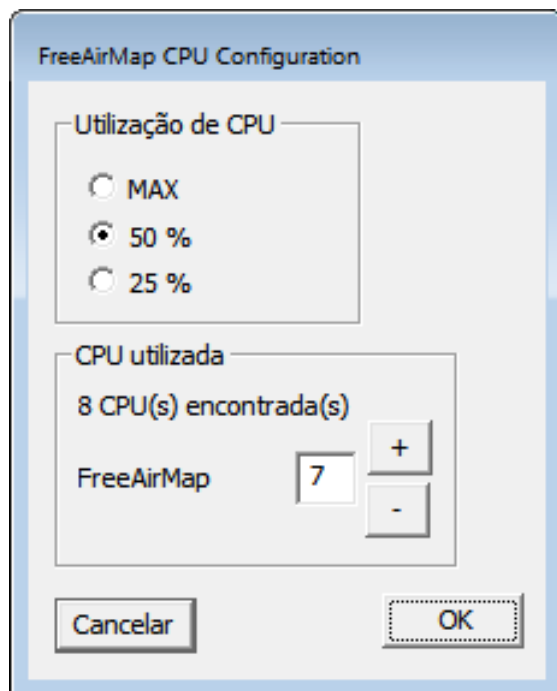 FreeAirMap CPU Configuration
Utilização de CPU
MAX
50 %
25 %
CPU utilizada
8 CPU(s) encontrada(s)
FreeAirMap 7
+
-
Cancelar OK